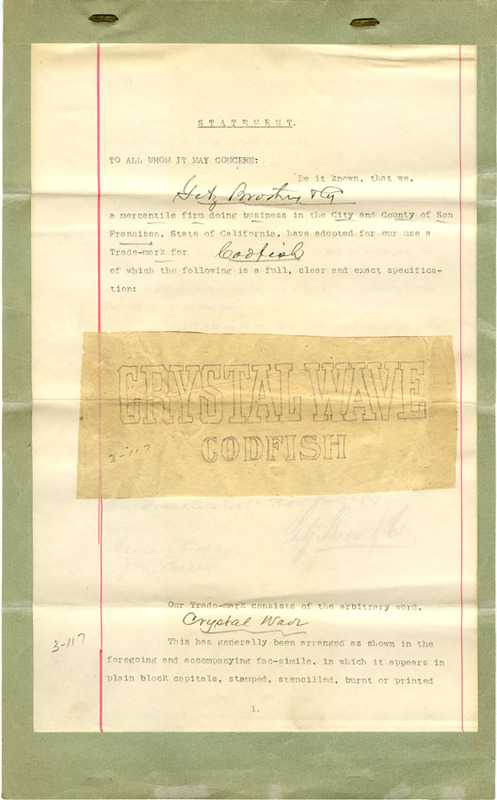 STATEMENT.
TO ALL WHOM IT MAY CONCERN:
Be it known, that we,
Getz Brothers & Co
a mercantile firm doing business in the City and County of San
Francisco, State of California, have adopted for our use a
Trade-mark for Codfish
of which the following is a full, clear and exact specifica-
tion:
CRYSTAL WAVE
CODFISH
3-117
Our Trade-mark consists of the arbitrary word,
Crystal Wave
3-117
This has generally been arranged as shown in the
foregoing and accompanying fac-simile, in which it appears in
plain block capitals, stamped, stencilled, burnt or printed
1.